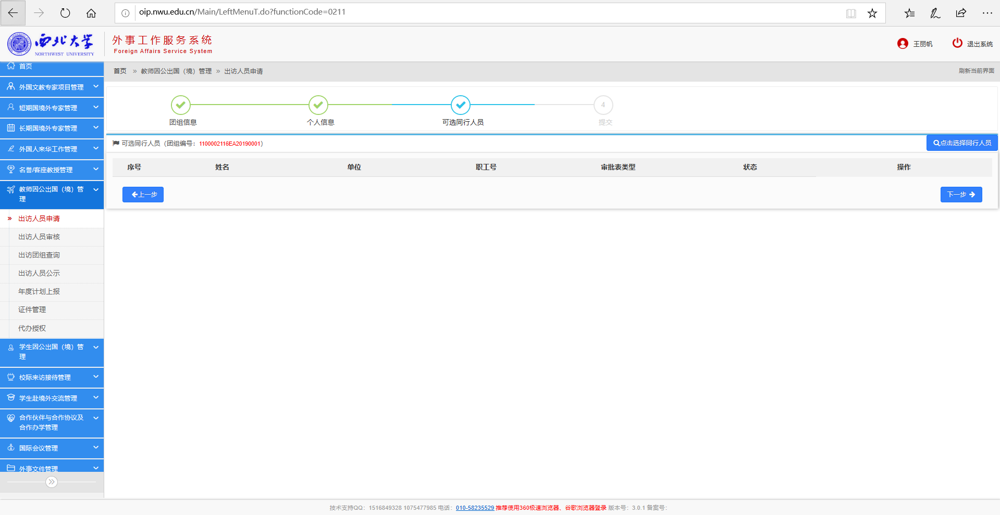 oip.nwu.edu.cn/Main/LeftMenuT.do?functionCode=0211
西北大学
NORTHWEST UNIVERSITY
外事工作服务系统
Foreign Affairs Service System
王丽帆
退出系统
首页 » 教师因公出国（境）管理 » 出访人员申请
刷新当前界面
首页
外国文教专家项目管理
短期国境外专家管理
长期国境外专家管理
外国人来华工作管理
名誉/客座教授管理
教师因公出国（境）管
理
» 出访人员申请
出访人员审核
出访团组查询
出访人员公示
年度计划上报
证件管理
代办授权
学生因公出国（境）管
理
校际来访接待管理
学生赴境外交流管理
合作伙伴与合作协议及
合作办学管理
国际会议管理
外事文件管理
团组信息
个人信息
可选同行人员
4
提交
可选同行人员（团组编号：1100002116EA20190001）
点击选择同行人员
序号 姓名 单位 职工号 审批表类型 状态 操作
上一步
下一步
技术支持QQ：1516849328 1075477985 电话：010-58235529 推荐使用360极速浏览器、谷歌浏览器登录 版本号：3.0.1 备案号：